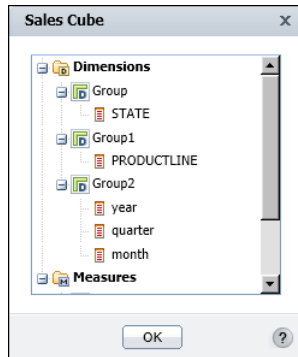 Sales Cube
Dimensions
Group
STATE
Group1
PRODUCTLINE
Group2
year
quarter
month
Measures
OK
?